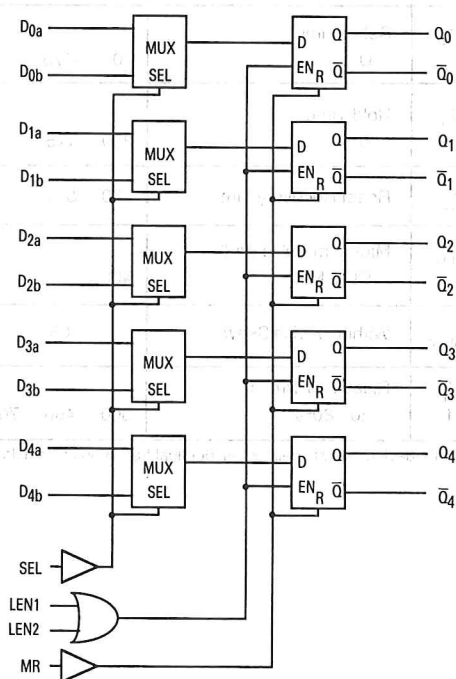 D0a MUX D Q Q0
D0b SEL EN R Q̅ Q̅0
D1a MUX D Q Q1
D1b SEL EN R Q̅ Q̅1
D2a MUX D Q Q2
D2b SEL EN R Q̅ Q̅2
D3a MUX D Q Q3
D3b SEL EN R Q̅ Q̅3
D4a MUX D Q Q4
D4b SEL EN R Q̅ Q̅4
SEL
LEN1
LEN2
MR